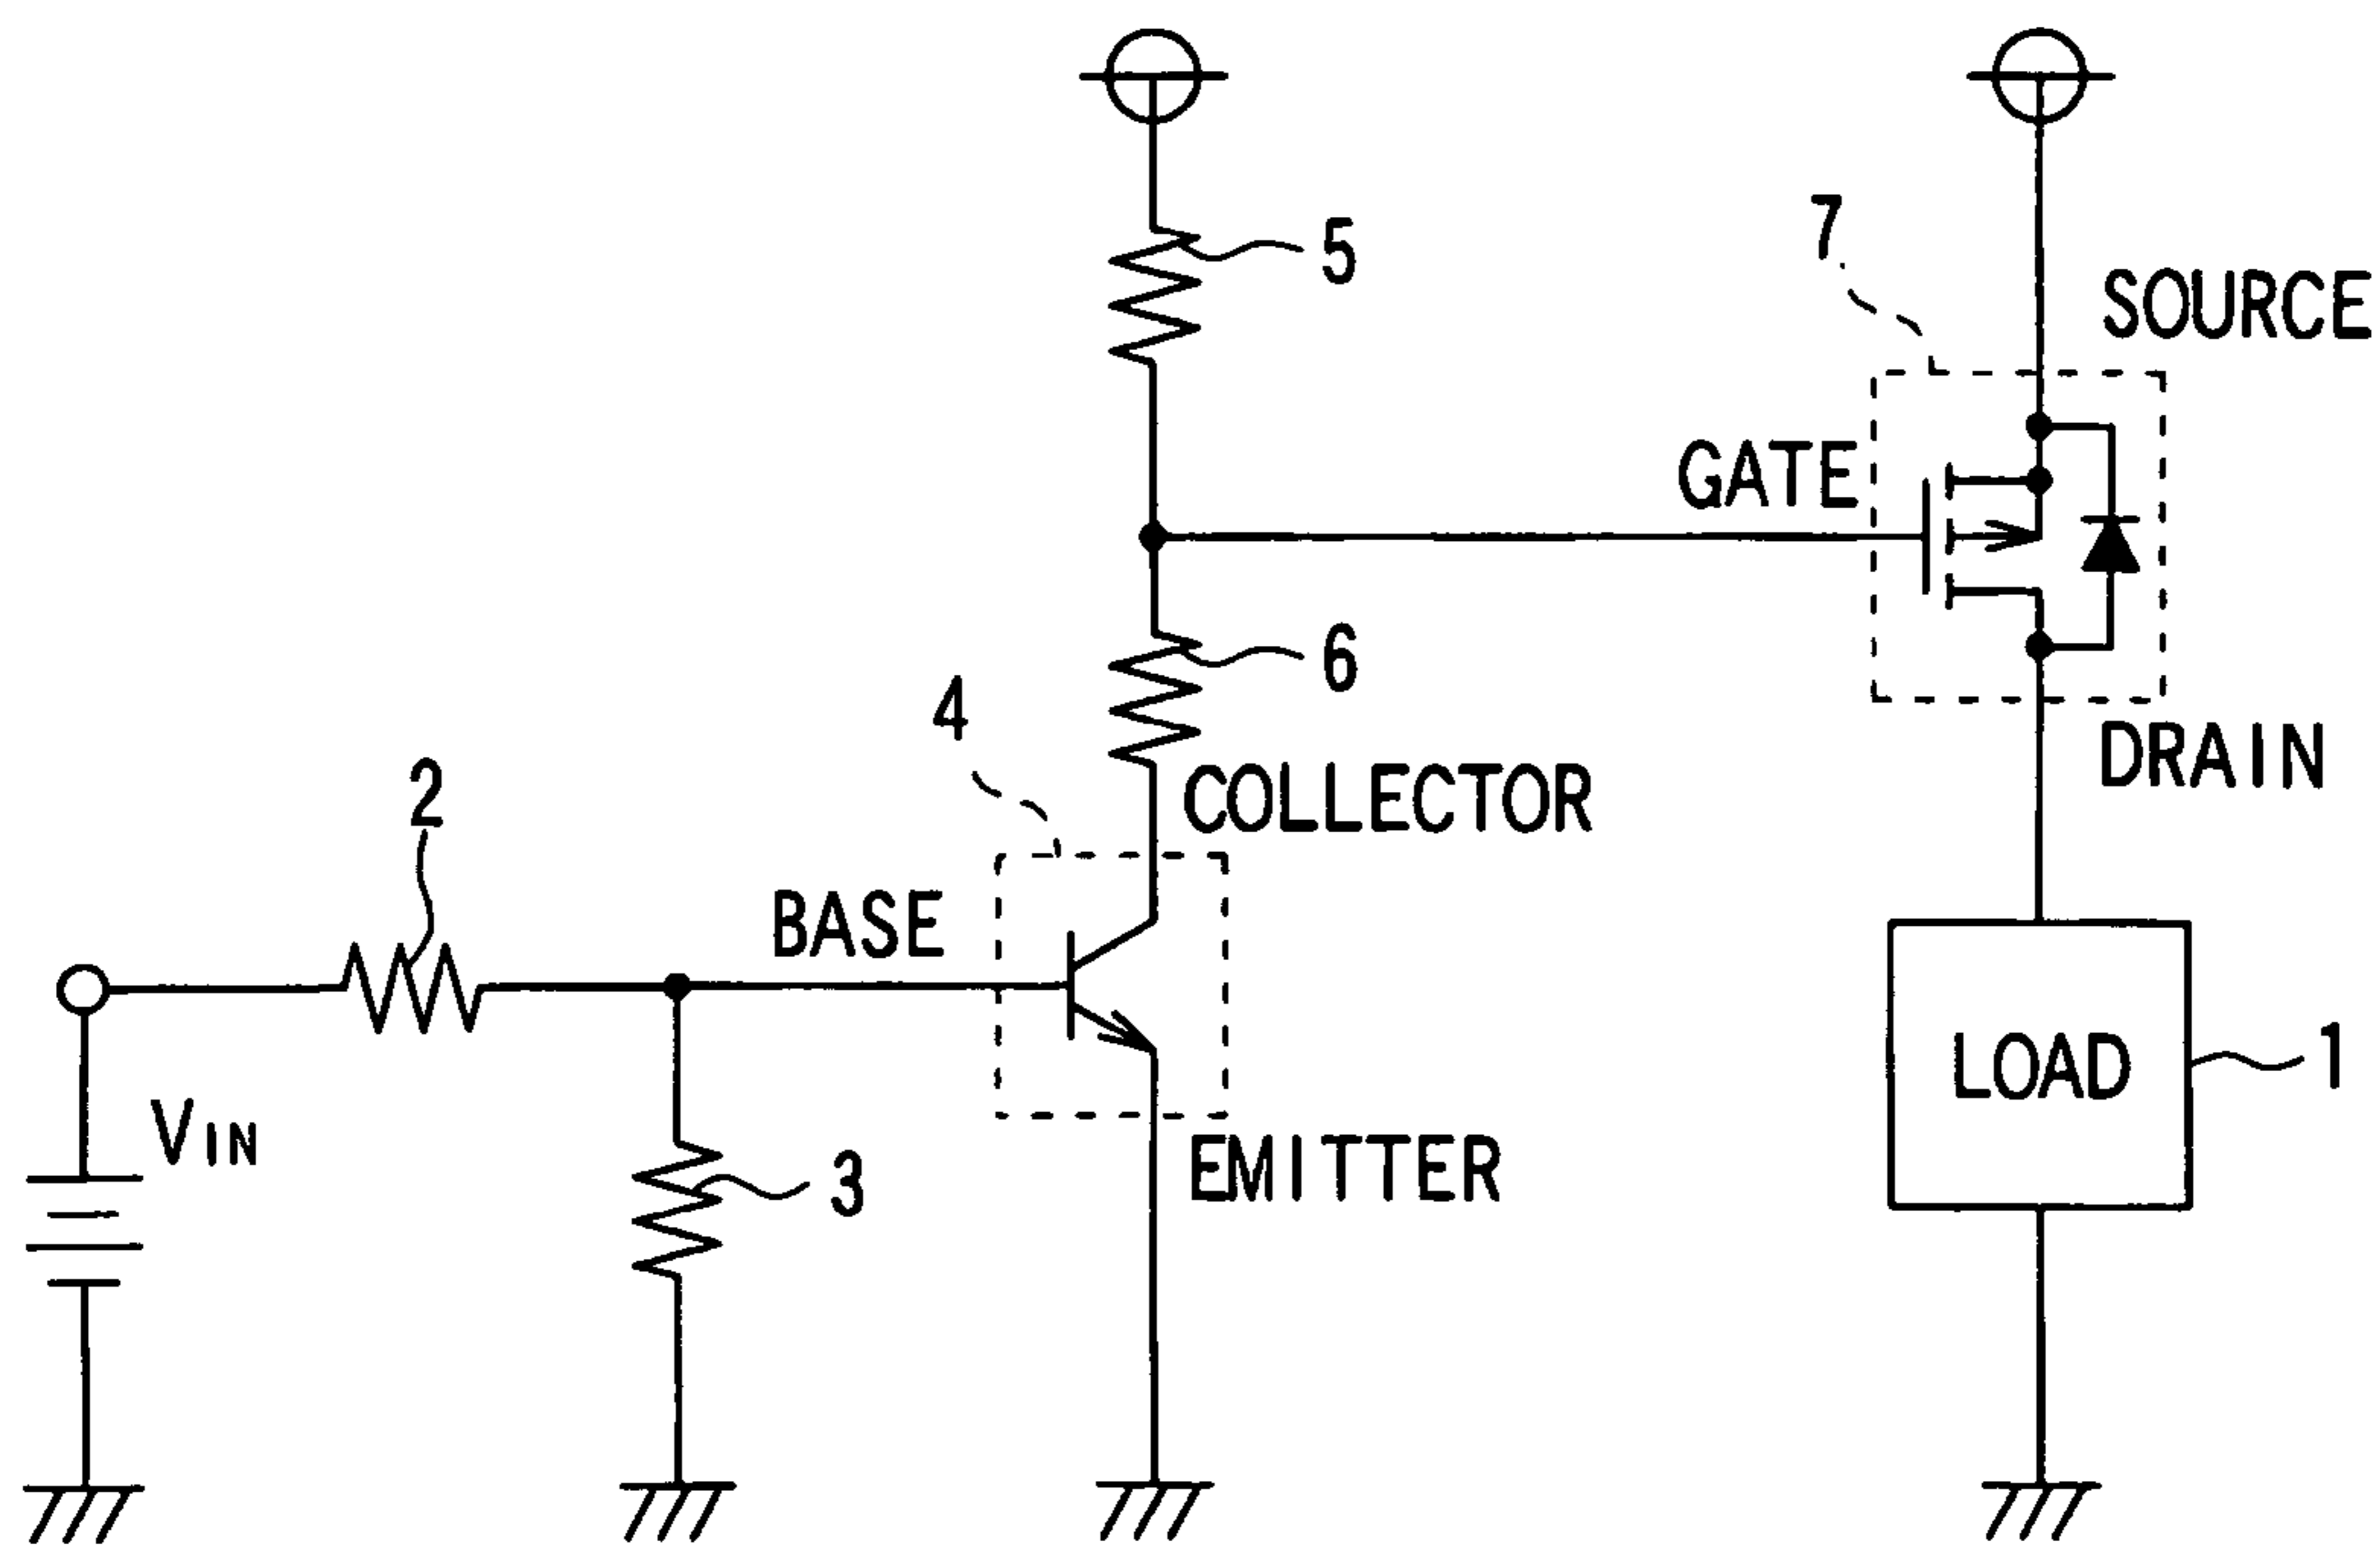 5
7
SOURCE
GATE
6
4
DRAIN
2
COLLECTOR
BASE
LOAD
1
VIN
EMITTER
3